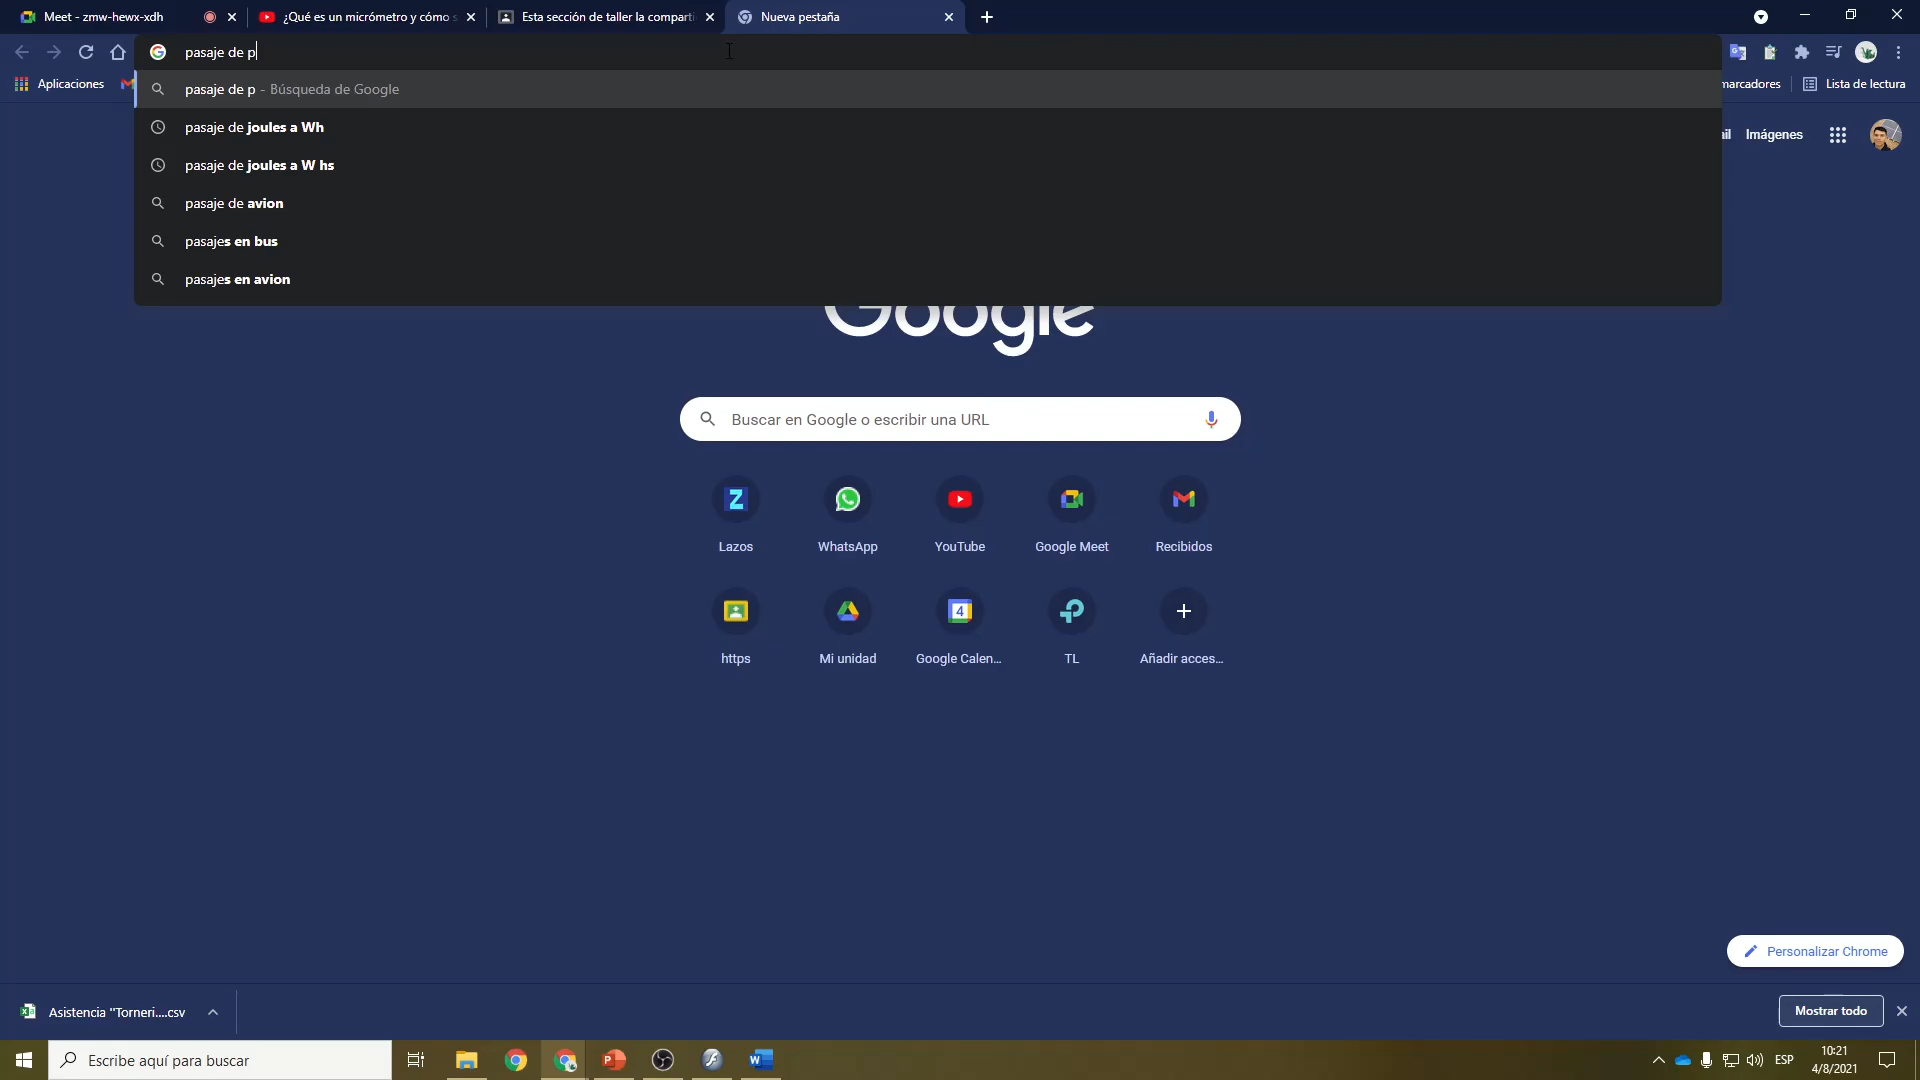 Meet - zmw-hewx-xdh
¿Qué es un micrómetro y cómo s
Esta sección de taller la comparti
Nueva pestaña
pasaje de p
Aplicaciones
marcadores
Lista de lectura
pasaje de p - Búsqueda de Google
pasaje de joules a Wh
pasaje de joules a W hs
pasaje de avion
pasajes en bus
pasajes en avion
ail
Imágenes
Google
Buscar en Google o escribir una URL
Lazos
WhatsApp
YouTube
Google Meet
Recibidos
4
https
Mi unidad
Google Calen...
TL
Añadir acces...
Personalizar Chrome
Asistencia "Torneri....csv
Mostrar todo
Escribe aquí para buscar
ESP
10:21
4/8/2021